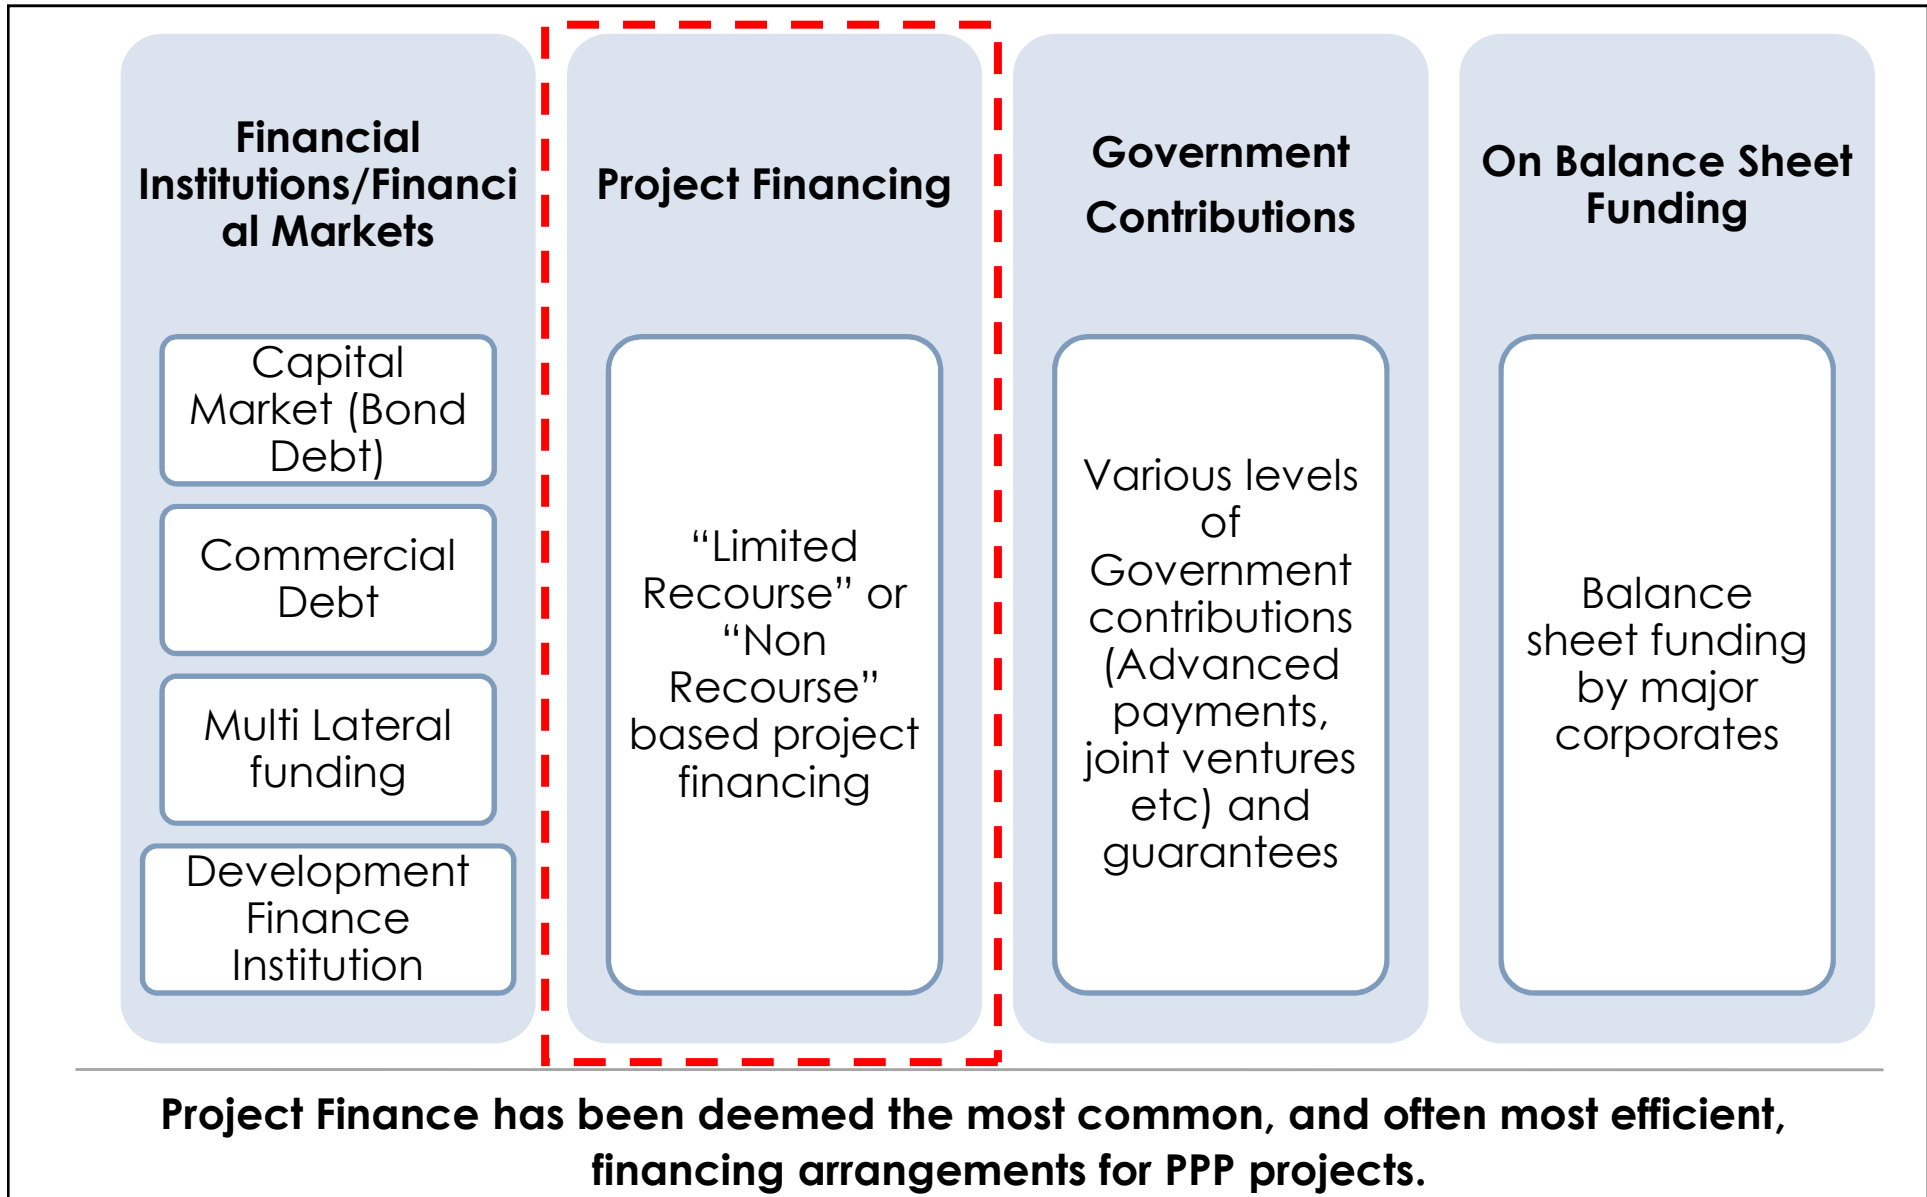 Financial
Institutions/Financi
al Markets
Capital
Market (Bond
Debt)
Commercial
Debt
Multi Lateral
funding
Development
Finance
Institution
Project Financing
“Limited
Recourse” or
“Non
Recourse”
based project
financing
Government
Contributions
Various levels
of
Government
contributions
(Advanced
payments,
joint ventures
etc) and
guarantees
On Balance Sheet
Funding
Balance
sheet funding
by major
corporates
Project Finance has been deemed the most common, and often most efficient,
financing arrangements for PPP projects.